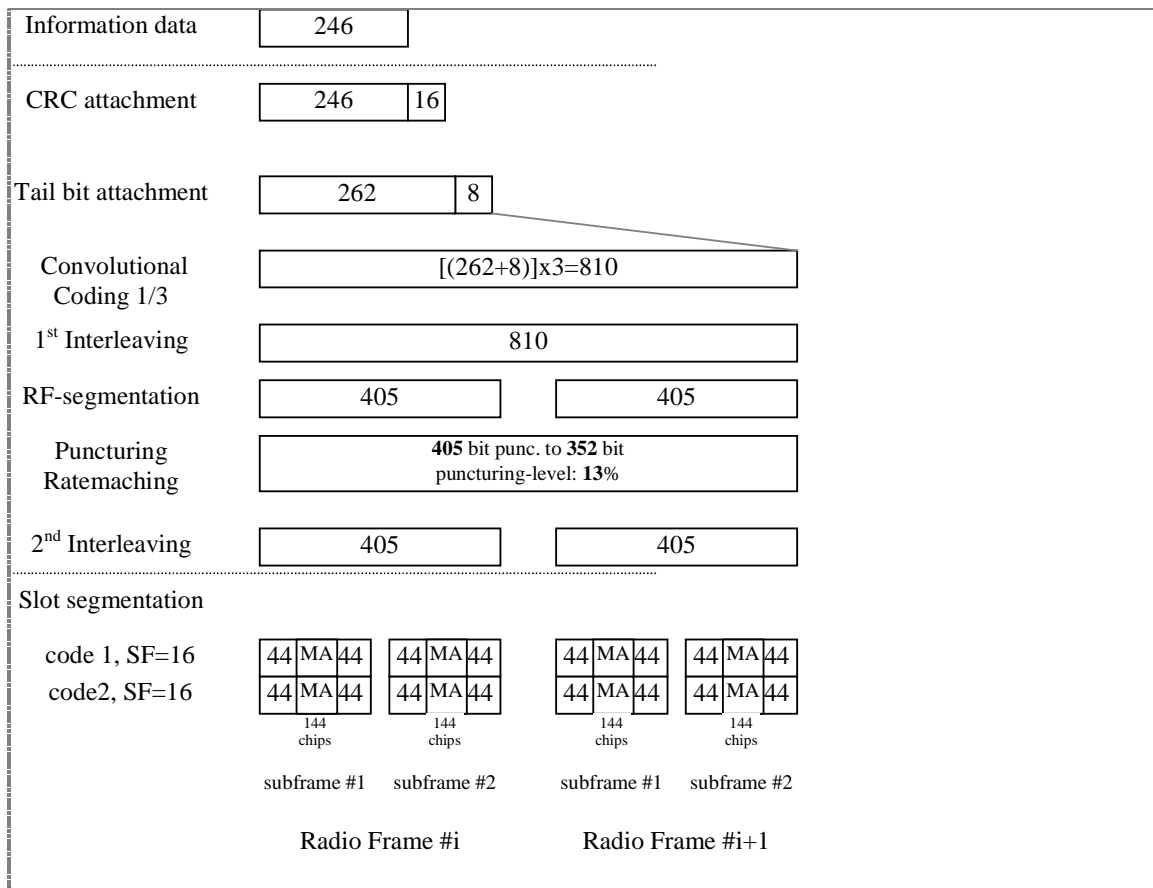 Information data 246
CRC attachment 246 16
Tail bit attachment 262 8
Convolutional
Coding 1/3
[(262+8)]x3=810
1st Interleaving 810
RF-segmentation 405 405
Puncturing
Ratemaching
405 bit punc. to 352 bit
puncturing-level: 13%
2nd Interleaving 405 405
Slot segmentation
code 1, SF=16 44 MA 44 44 MA 44 44 MA 44 44 MA 44
code2, SF=16 44 MA 44 44 MA 44 44 MA 44 44 MA 44
144 144 144 144
chips chips chips chips
subframe #1 subframe #2 subframe #1 subframe #2
Radio Frame #i Radio Frame #i+1